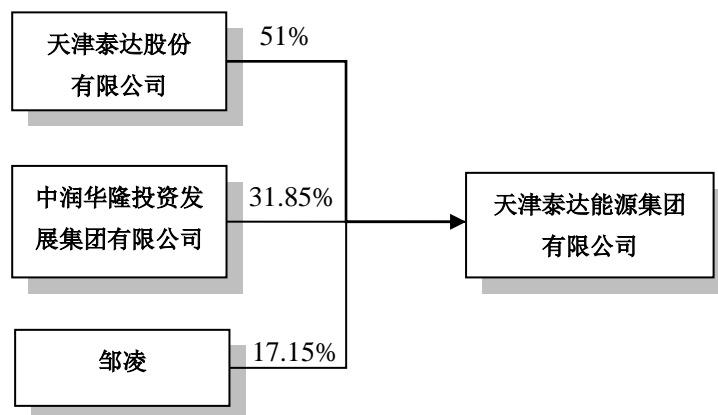 天津泰达股份
有限公司
51%
中润华隆投资发
展集团有限公司
31.85%
邹凌
17.15%
天津泰达能源集团
有限公司